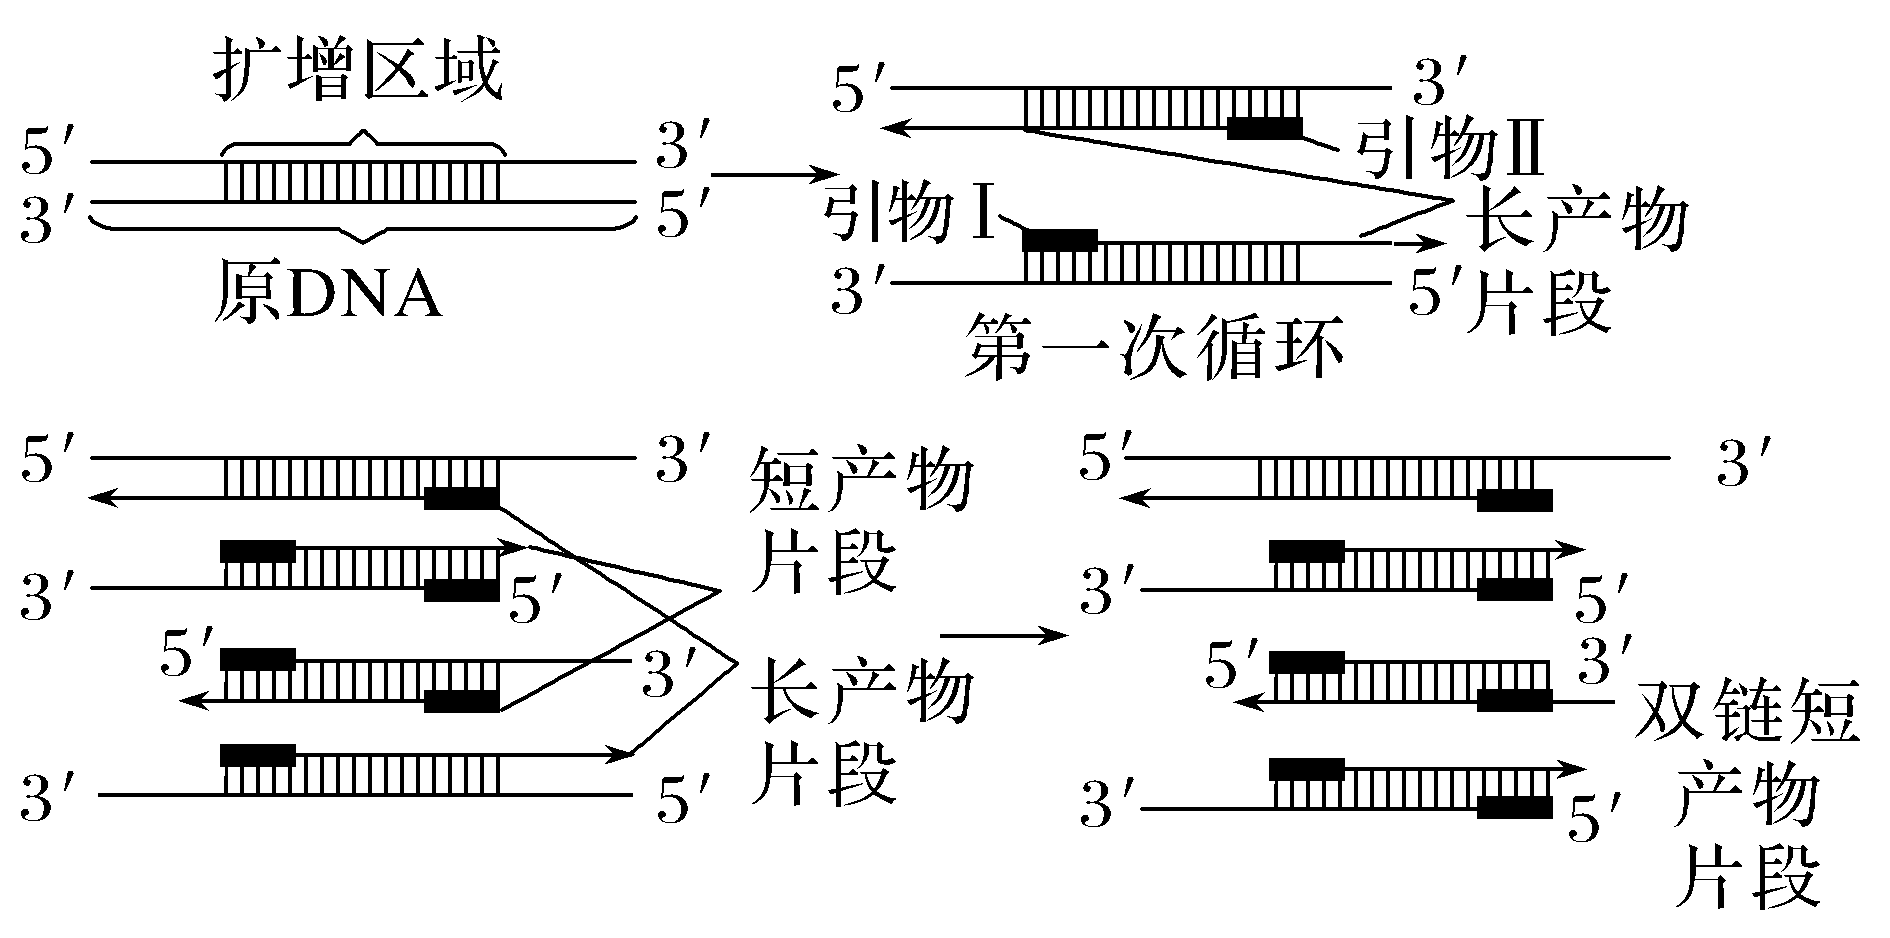 扩增区域
5′ 3′
3′ 5′
原DNA
5′ 3′
引物Ⅱ
引物Ⅰ
长产物
片段
3′ 5′
第一次循环
5′ 3′
短产物
片段
3′ 5′
5′ 3′
长产物
片段
3′ 5′
5′ 3′
3′ 5′
5′ 3′
双链短
产物
片段
3′ 5′